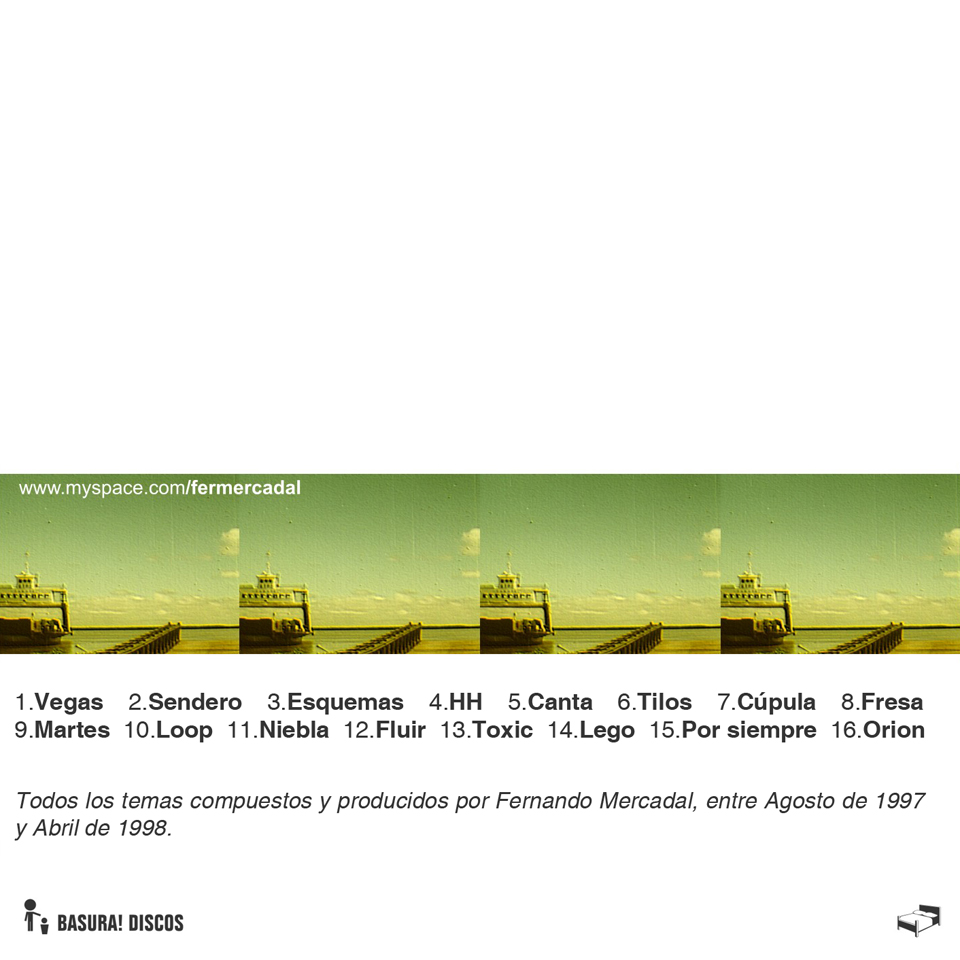 www.myspace.com/fermercadal
1.Vegas 2.Sendero 3.Esquemas 4.HH 5.Canta 6.Tilos 7.Cúpula 8.Fresa
9.Martes 10.Loop 11.Niebla 12.Fluir 13.Toxic 14.Lego 15.Por siempre 16.Orion
Todos los temas compuestos y producidos por Fernando Mercadal, entre Agosto de 1997
y Abril de 1998.
BASURA! DISCOS